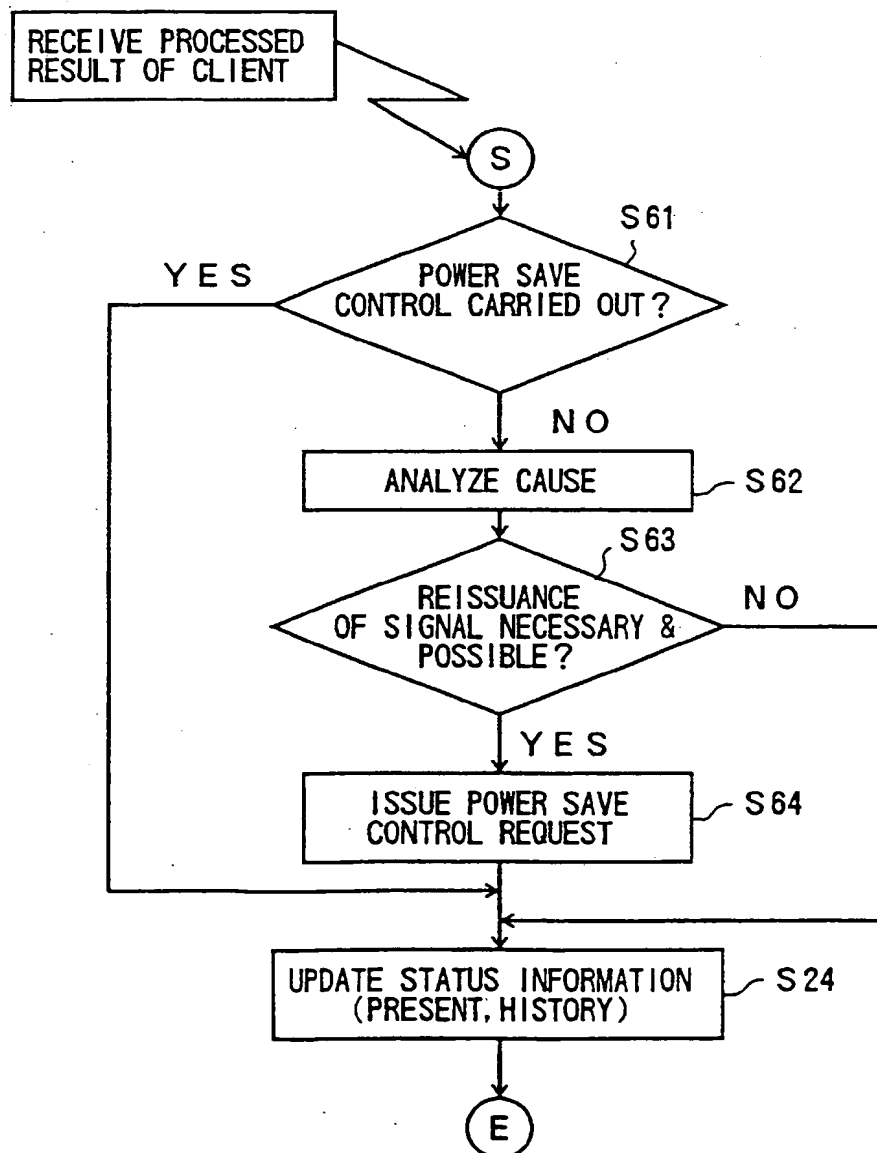 RECEIVE PROCESSED
RESULT OF CLIENT
S
S61
YES
POWER SAVE
CONTROL CARRIED OUT?
NO
ANALYZE CAUSE
S62
S63
REISSUANCE
OF SIGNAL NECESSARY &
POSSIBLE?
NO
YES
ISSUE POWER SAVE
CONTROL REQUEST
S64
UPDATE STATUS INFORMATION
(PRESENT, HISTORY)
S24
E